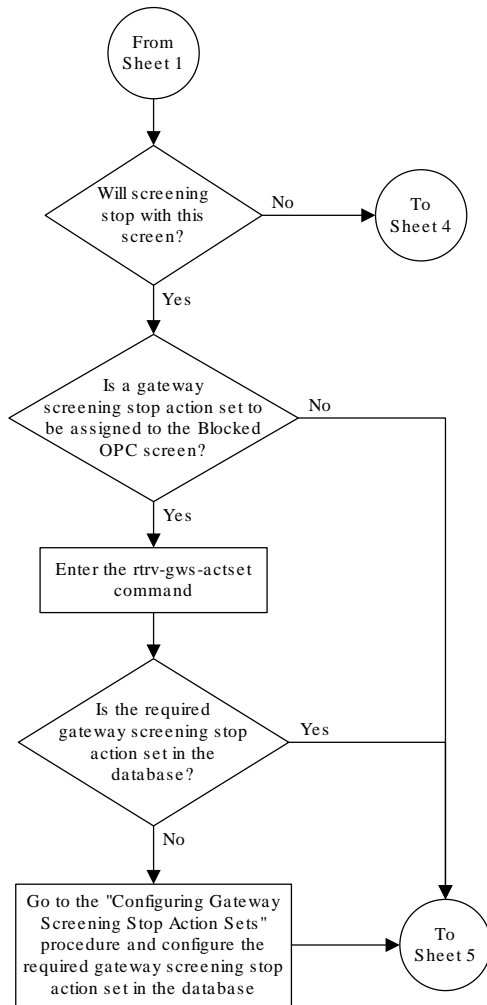 From
Sheet 1
Will screening
stop with this
screen?
No
To
Sheet 4
Yes
Is a gateway
screening stop action set to
be assigned to the Blocked
OPC screen?
No
Yes
Enter the rtrv-gws-actset
command
Is the required
gateway screening stop
action set in the
database?
Yes
No
Go to the "Configuring Gateway
Screening Stop Action Sets"
procedure and configure the
required gateway screening stop
action set in the database
To
Sheet 5